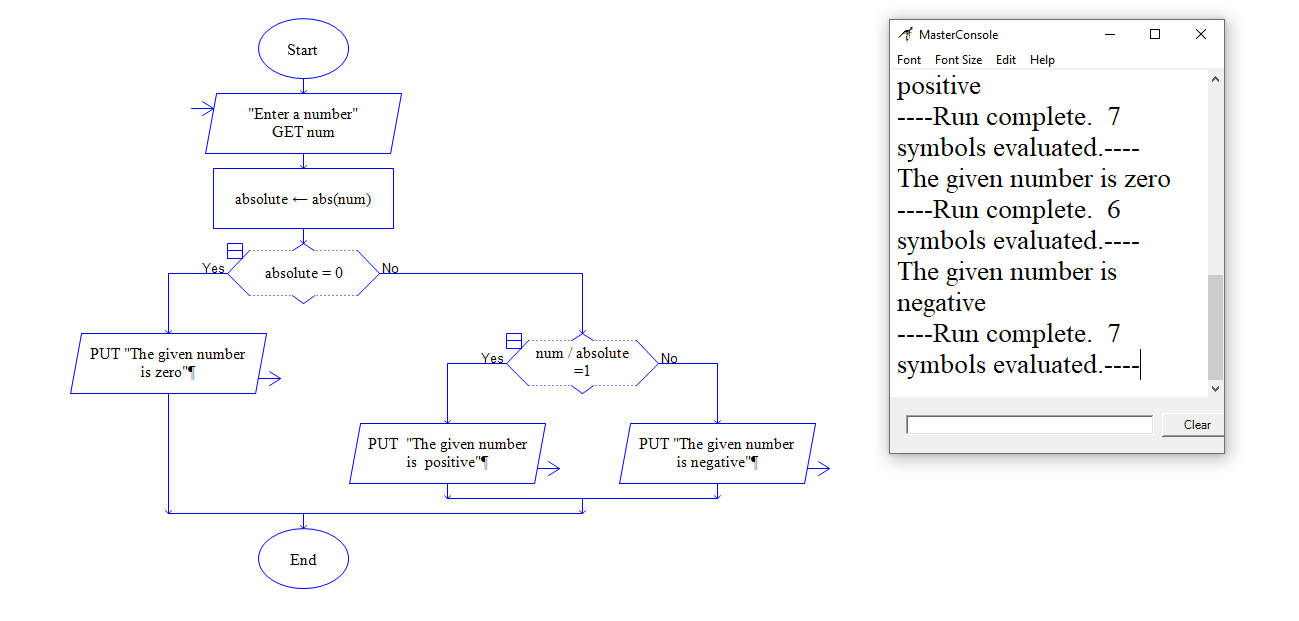 Start
"Enter a number"
GET num
absolute ← abs(num)
Yes
absolute = 0
No
PUT "The given number
is zero"¶
Yes
num / absolute
=1
No
PUT  "The given number
is  positive"¶
PUT "The given number
is negative"¶
End
MasterConsole
Font Font Size Edit Help
positive
----Run complete.  7
symbols evaluated.----
The given number is zero
----Run complete.  6
symbols evaluated.----
The given number is
negative
----Run complete.  7
symbols evaluated.----
Clear